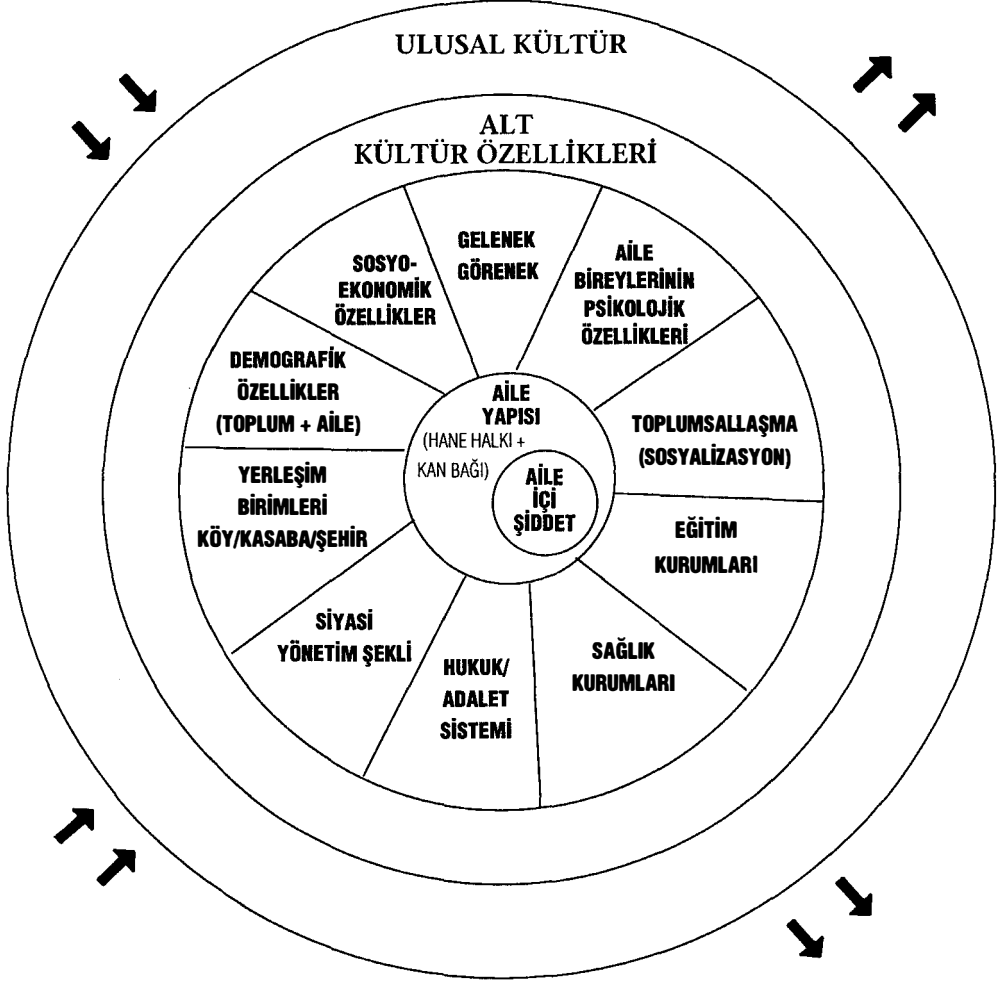 ULUSAL KÜLTÜR
ALT
KÜLTÜR ÖZELLİKLERİ
GELENEK
GÖRENEK
AİLE
BİREYLERİNİN
PSİKOLOJİK
ÖZELLİKLERİ
TOPLUMSALLAŞMA
(SOSYALİZASYON)
EĞİTİM
KURUMLARI
SAĞLIK
KURUMLARI
HUKUK/
ADALET
SİSTEMİ
SİYASİ
YÖNETİM ŞEKLİ
YERLEŞİM
BİRİMLERİ
KÖY/KASABA/ŞEHİR
DEMOGRAFİK
ÖZELLİKLER
(TOPLUM + AİLE)
SOSYO-
EKONOMİK
ÖZELLİKLER
AİLE
YAPISI
(HANE HALKI +
KAN BAĞI)
AİLE
İÇİ
ŞİDDET